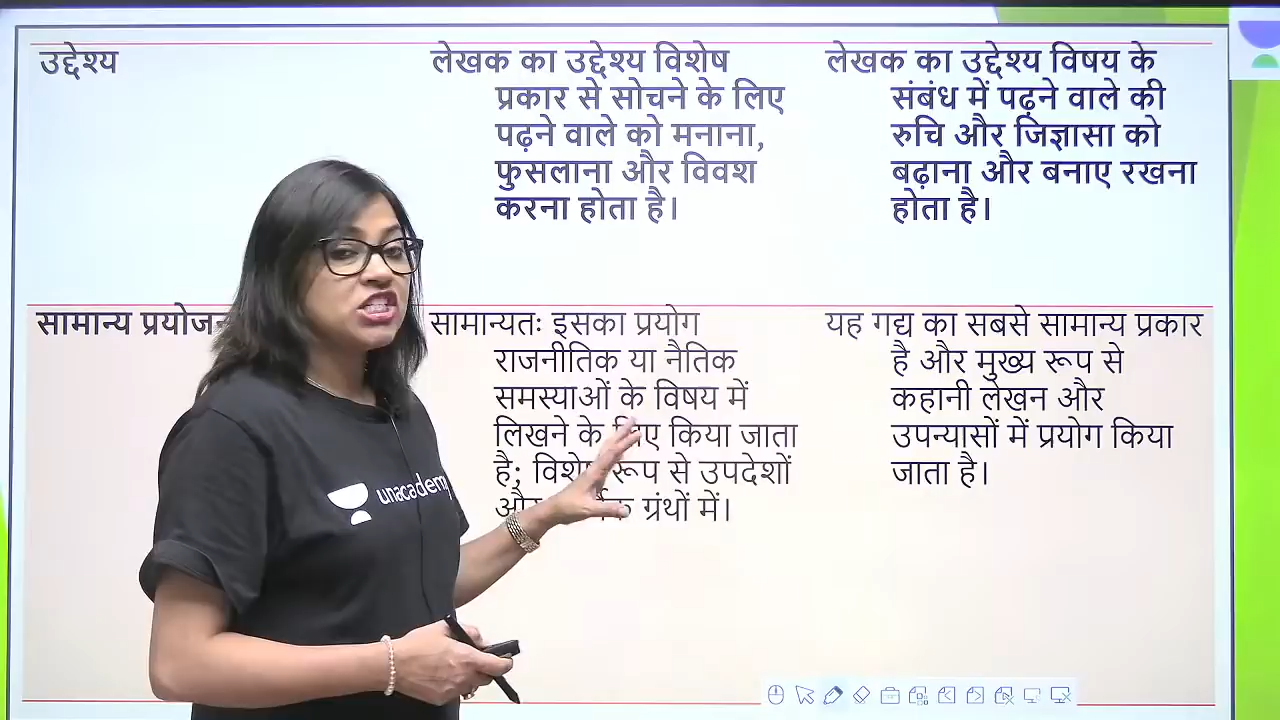 उद्देश्य
लेखक का उद्देश्य विशेष
प्रकार से सोचने के लिए
पढ़ने वाले को मनाना,
फुसलाना और विवश
करना होता है।
लेखक का उद्देश्य विषय के
संबंध में पढ़ने वाले की
रुचि और जिज्ञासा को
बढ़ाना और बनाए रखना
होता है।
सामान्य
सामान्यतः इसका प्रयोग
राजनीतिक या नैतिक
समस्याओं के विषय में
लिखने के लिए किया जाता
है; विशेष रूप से उपदेशों
ग्रंथों में।
यह गद्य का सबसे सामान्य प्रकार
है और मुख्य रूप से
कहानी लेखन और
उपन्यासों में प्रयोग किया
जाता है।
unacademy